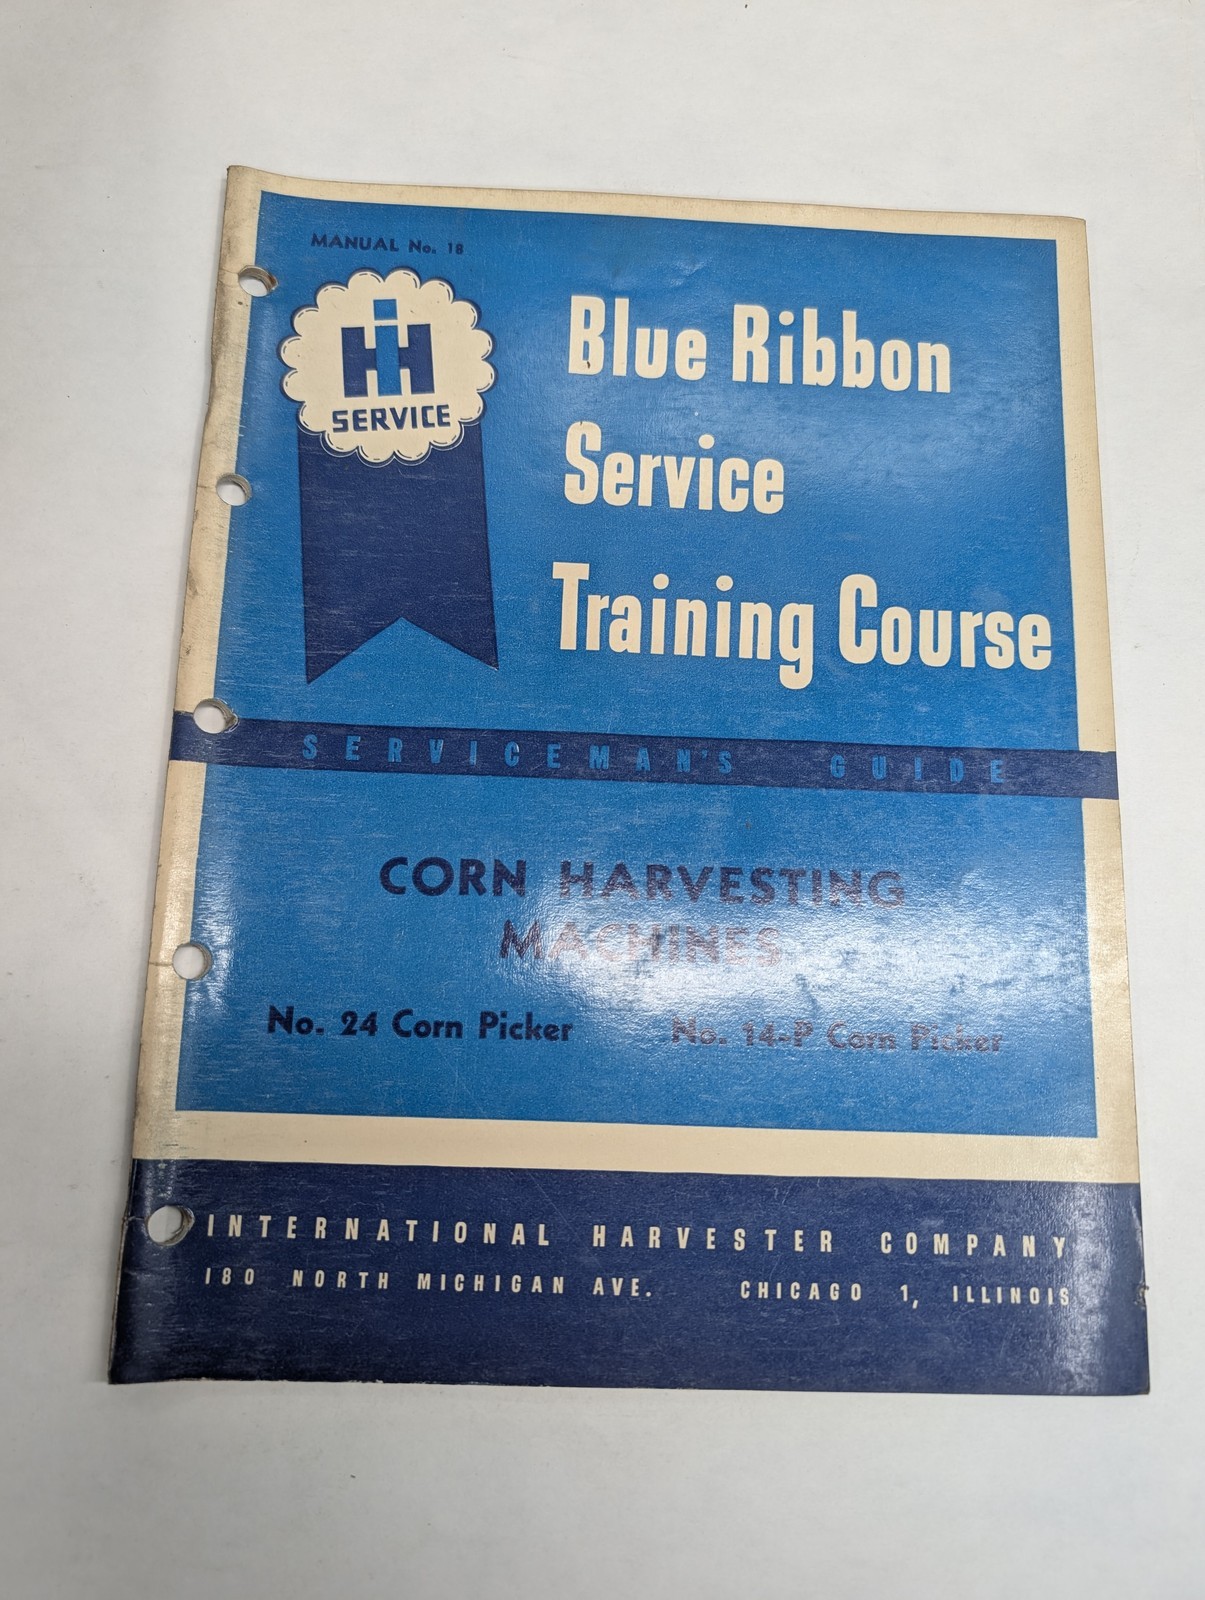 MANUAL No. 18
IH
SERVICE
Blue Ribbon
Service
Training Course
SERVICEMAN'S GUIDE
CORN HARVESTING
MACHINES
No. 24 Corn Picker No. 14-P Corn Picker
INTERNATIONAL HARVESTER COMPANY
180 NORTH MICHIGAN AVE. CHICAGO 1, ILLINOIS